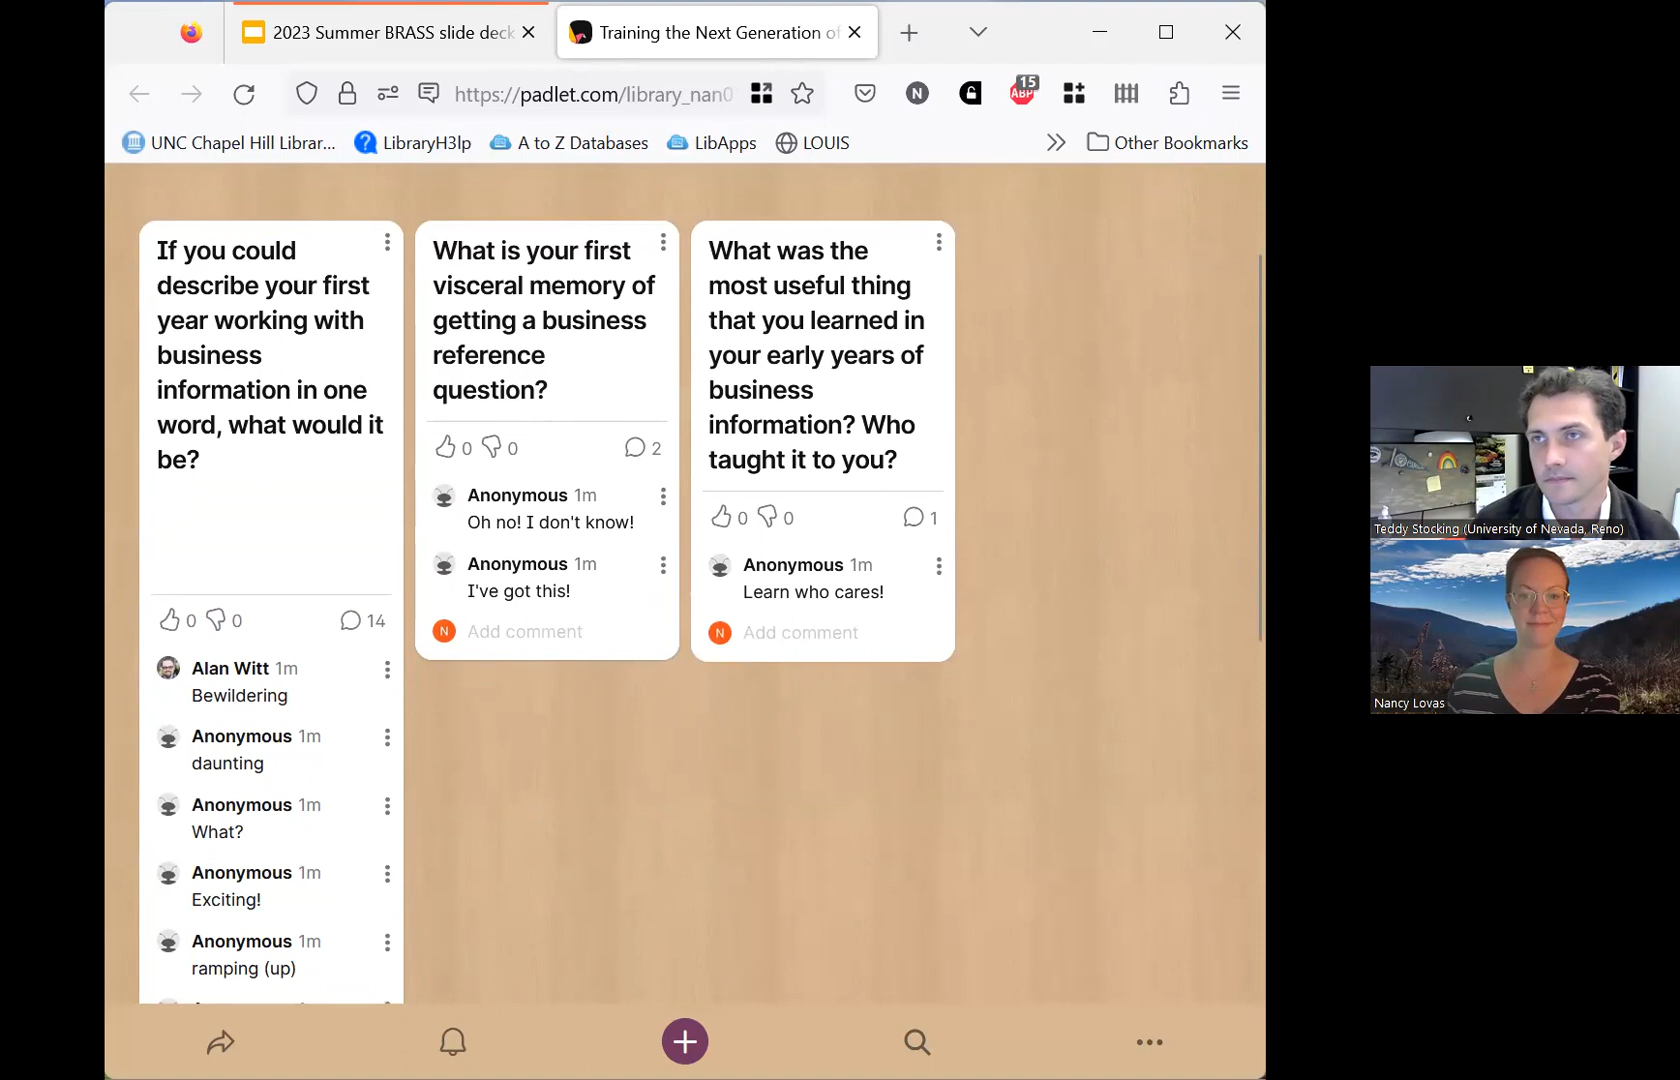 2023 Summer BRASS slide deck
Training the Next Generation of
https://padlet.com/library_nan0
N
15
ABP
UNC Chapel Hill Librar...
LibraryH3lp
A to Z Databases
LibApps
LOUIS
Other Bookmarks
If you could
describe your first
year working with
business
information in one
word, what would it
be?
0
0
14
Alan Witt 1m
Bewildering
Anonymous 1m
daunting
Anonymous 1m
What?
Anonymous 1m
Exciting!
Anonymous 1m
ramping (up)
What is your first
visceral memory of
getting a business
reference
question?
0
0
2
Anonymous 1m
Oh no! I don't know!
Anonymous 1m
I've got this!
N
Add comment
What was the
most useful thing
that you learned in
your early years of
business
information? Who
taught it to you?
0
0
1
Anonymous 1m
Learn who cares!
N
Add comment
Teddy Stocking (University of Nevada, Reno)
Nancy Lovas